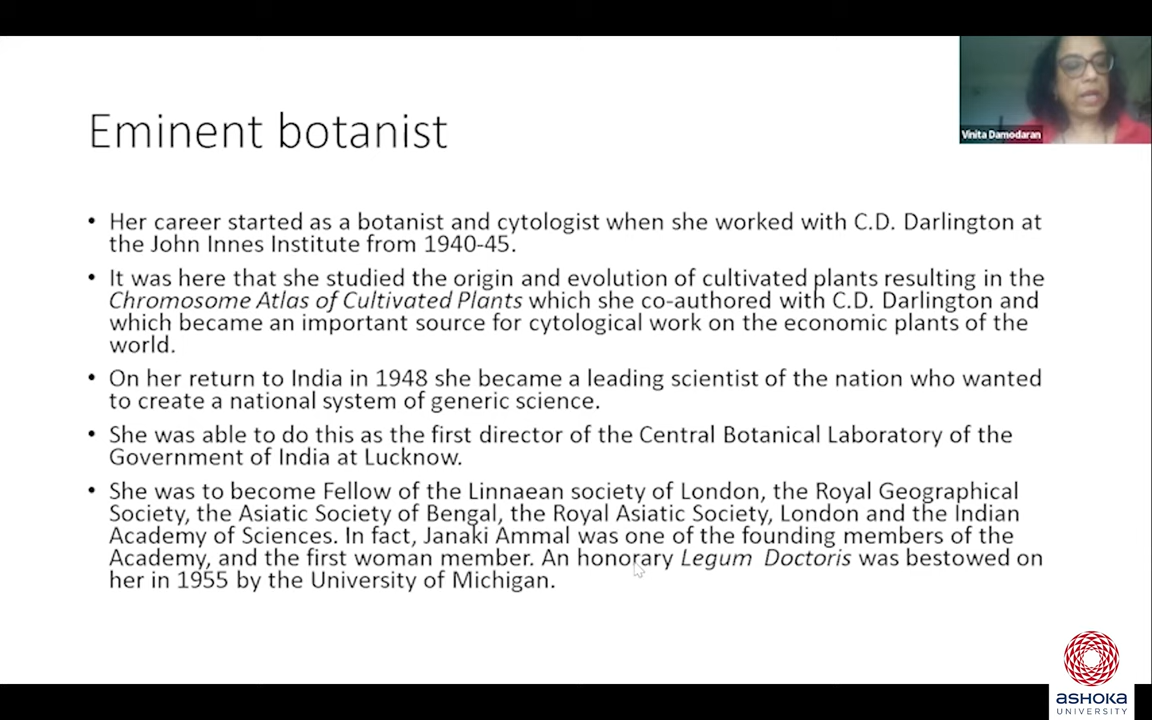 Vinita Damodaran
Eminent botanist
• Her career started as a botanist and cytologist when she worked with C.D. Darlington at
the John Innes Institute from 1940-45.
• It was here that she studied the origin and evolution of cultivated plants resulting in the
Chromosome Atlas of Cultivated Plants which she co-authored with C.D. Darlington and
which became an important source for cytological work on the economic plants of the
world.
• On her return to India in 1948 she became a leading scientist of the nation who wanted
to create a national system of generic science.
• She was able to do this as the first director of the Central Botanical Laboratory of the
Government of India at Lucknow.
• She was to become Fellow of the Linnaean society of London, the Royal Geographical
Society, the Asiatic Society of Bengal, the Royal Asiatic Society, London and the Indian
Academy of Sciences. In fact, Janaki Ammal was one of the founding members of the
Academy, and the first woman member. An honorary Legum Doctoris was bestowed on
her in 1955 by the University of Michigan.
ASHOKA
UNIVERSITY